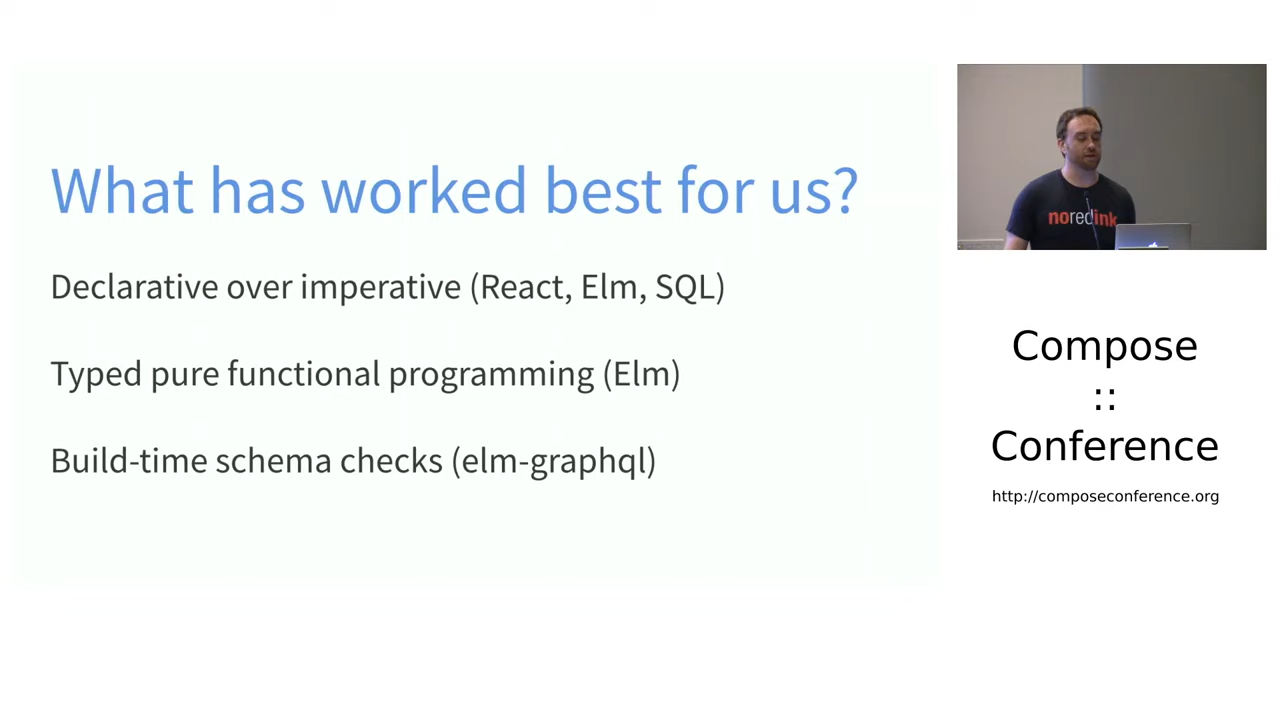 What has worked best for us?
Declarative over imperative (React, Elm, SQL)
Typed pure functional programming (Elm)
Build-time schema checks (elm-graphql)
noredink
Compose
::
Conference
http://composeconference.org